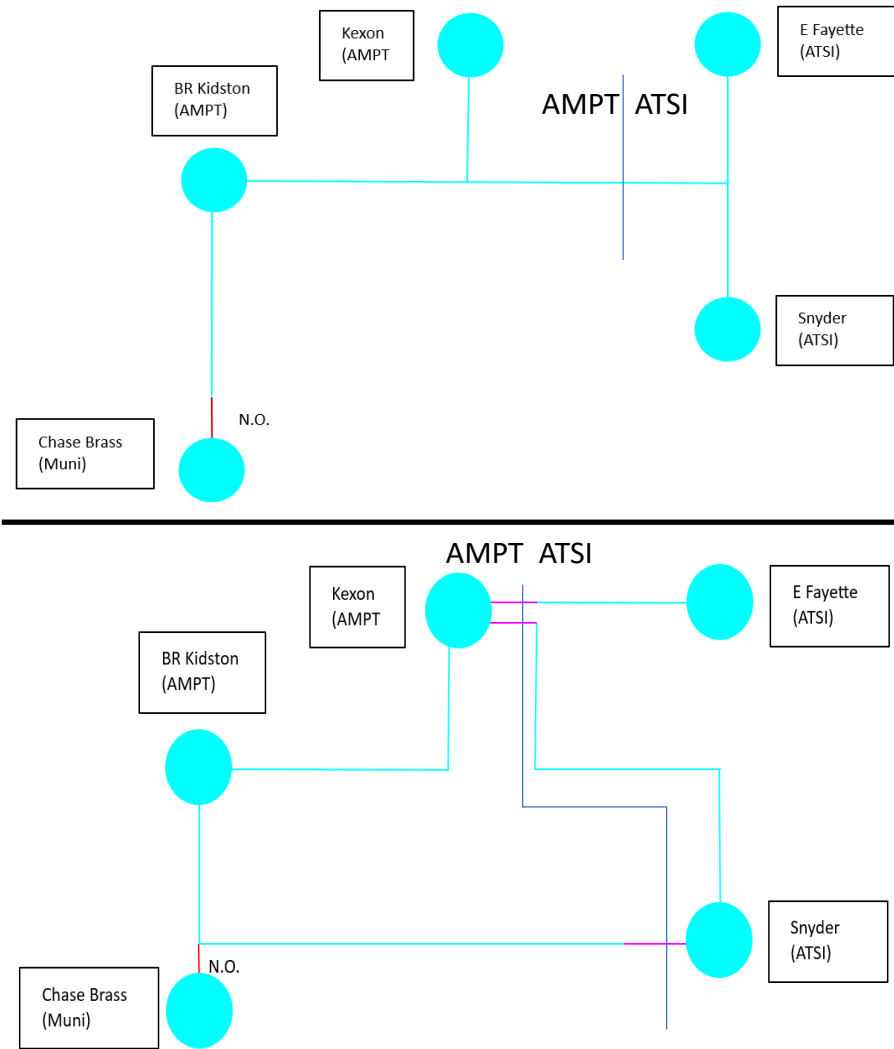 Kexon
(AMPT
E Fayette
(ATSI)
BR Kidston
(AMPT)
AMPT ATSI
Snyder
(ATSI)
N.O.
Chase Brass
(Muni)
AMPT ATSI
Kexon
(AMPT
E Fayette
(ATSI)
BR Kidston
(AMPT)
Snyder
(ATSI)
N.O.
Chase Brass
(Muni)